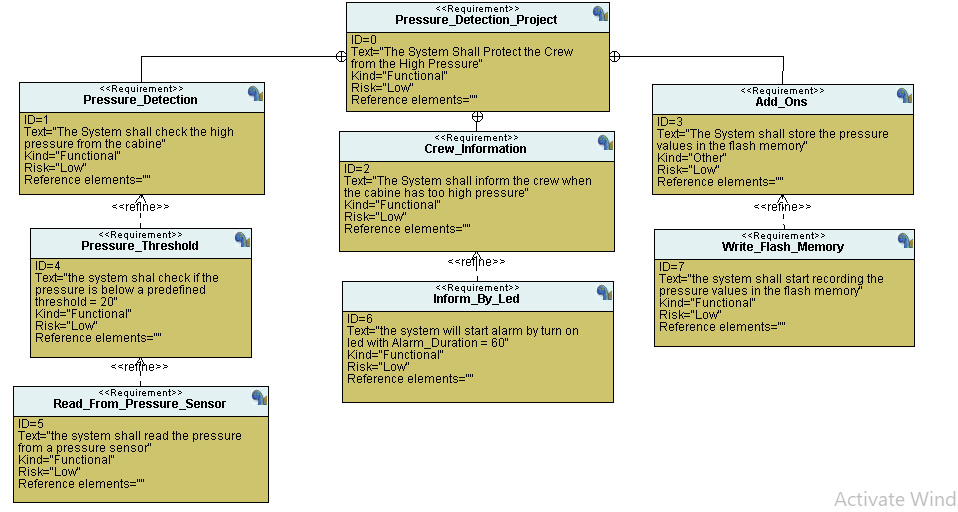 <<Requirement>>
Pressure_Detection_Project
ID=0
Text="The System Shall Protect the Crew
from the High Pressure"
Kind="Functional"
Risk="Low"
Reference elements=""
<<Requirement>>
Pressure_Detection
ID=1
Text="The System shall check the high
pressure from the cabine"
Kind="Functional"
Risk="Low"
Reference elements=""
<<Requirement>>
Crew_Information
ID=2
Text="The System shall inform the crew when
the cabine has too high pressure"
Kind="Functional"
Risk="Low"
Reference elements=""
<<Requirement>>
Add_Ons
ID=3
Text="The System shall store the pressure
values in the flash memory"
Kind="Other"
Risk="Low"
Reference elements=""
<<refine>>
<<refine>>
<<refine>>
<<Requirement>>
Pressure_Threshold
ID=4
Text="the system shal check if the
pressure is below a predefined
threshold = 20"
Kind="Functional"
Risk="Low"
Reference elements=""
<<Requirement>>
Inform_By_Led
ID=6
Text="the system will start alarm by turn on
led with Alarm_Duration = 60"
Kind="Functional"
Risk="Low"
Reference elements=""
<<Requirement>>
Write_Flash_Memory
ID=7
Text="the system shall start recording the
pressure values in the flash memory"
Kind="Functional"
Risk="Low"
Reference elements=""
<<refine>>
<<Requirement>>
Read_From_Pressure_Sensor
ID=5
Text="the system shall read the pressure
from a pressure sensor"
Kind="Functional"
Risk="Low"
Reference elements=""
Activate Wind